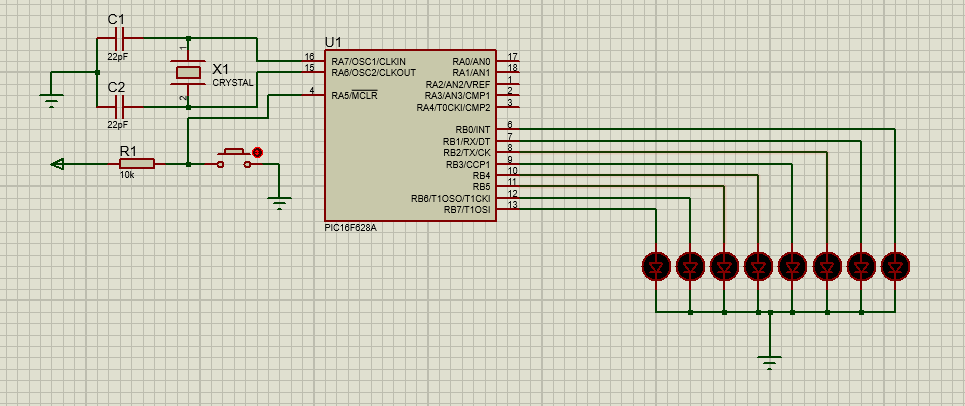 C1
22pF
1
X1
CRYSTAL
2
C2
22pF
R1
10k
U1
16 RA7/OSC1/CLKIN
15 RA6/OSC2/CLKOUT
4 RA5/MCLR
RA0/AN0 17
RA1/AN1 18
RA2/AN2/VREF 1
RA3/AN3/CMP1 2
RA4/T0CKI/CMP2 3
RB0/INT 6
RB1/RX/DT 7
RB2/TX/CK 8
RB3/CCP1 9
RB4 10
RB5 11
RB6/T1OSO/T1CKI 12
RB7/T1OSI 13
PIC16F628A